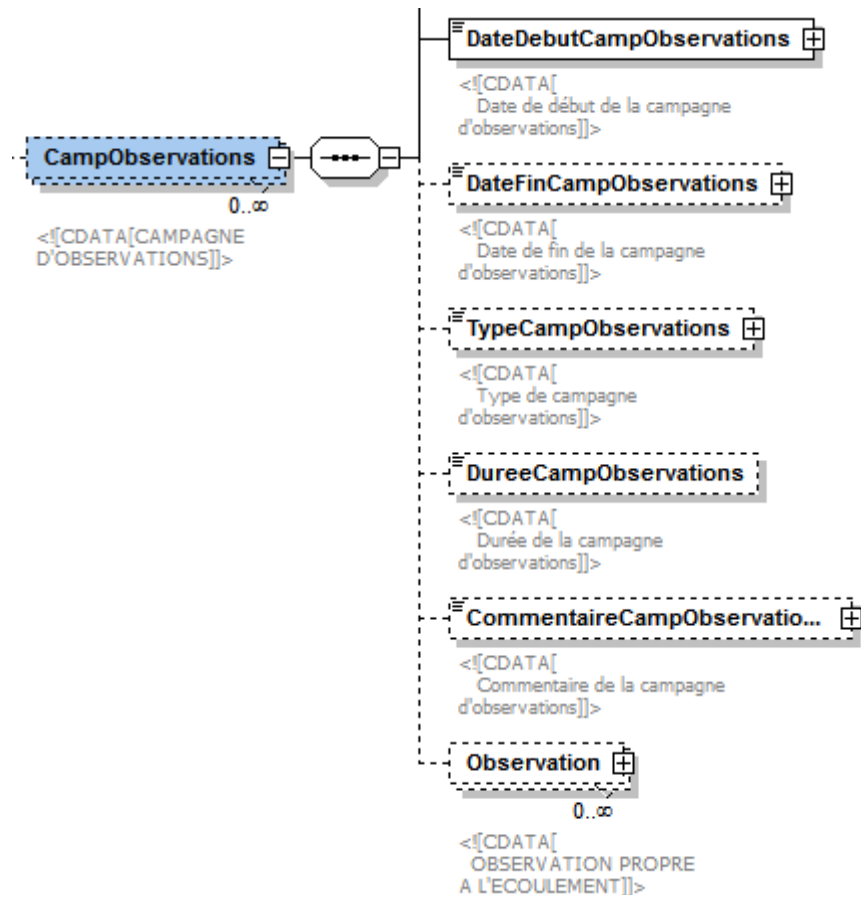 DateDebutCampObservations
<![CDATA[
Date de début de la campagne
d'observations]]>
CampObservations
0..∞
<![CDATA[CAMPAGNE
D'OBSERVATIONS]]>
DateFinCampObservations
<![CDATA[
Date de fin de la campagne
d'observations]]>
TypeCampObservations
<![CDATA[
Type de campagne
d'observations]]>
DureeCampObservations
<![CDATA[
Durée de la campagne
d'observations]]>
CommentaireCampObservatio...
<![CDATA[
Commentaire de la campagne
d'observations]]>
Observation
0..∞
<![CDATA[
OBSERVATION PROPRE
A L'ECOULEMENT]]>